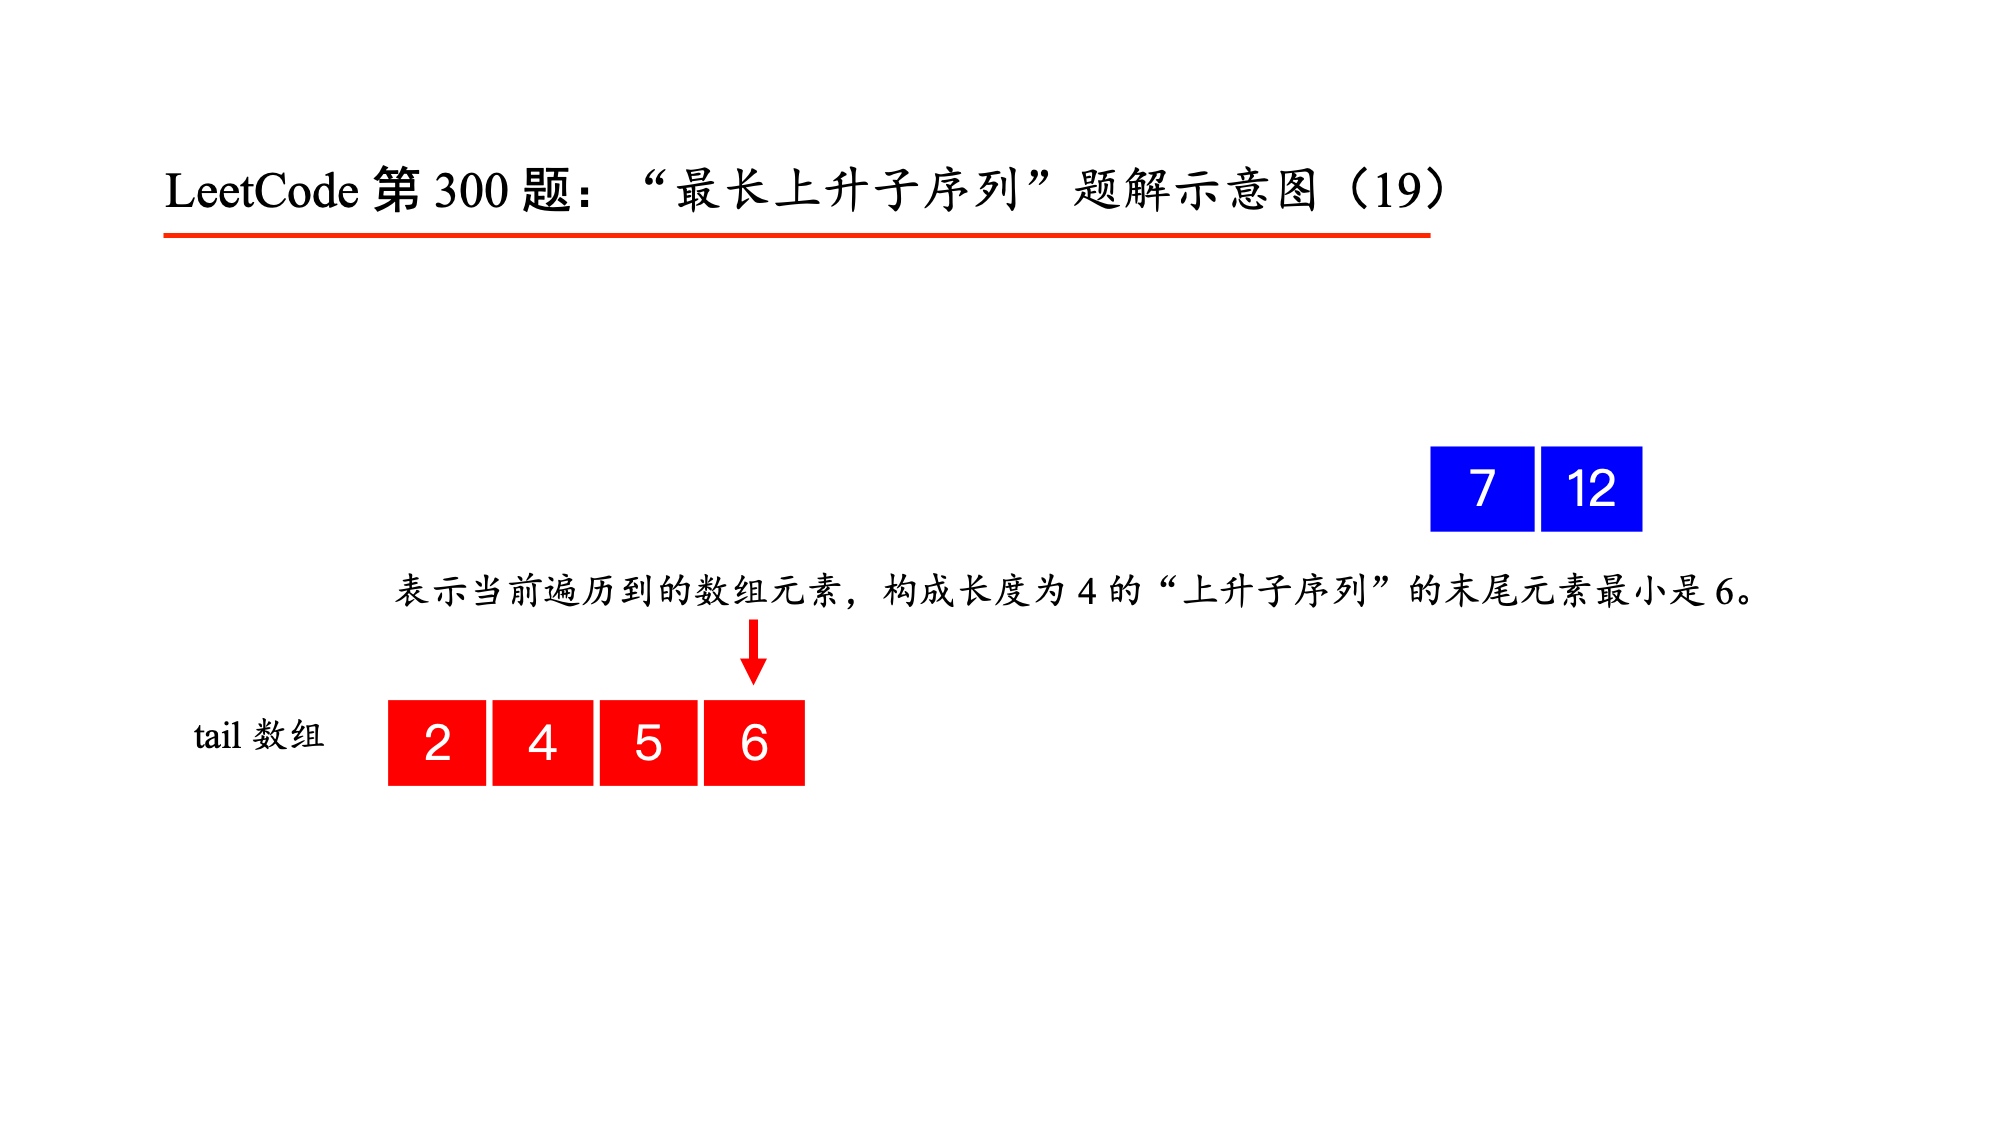 LeetCode 第 300 题：“最长上升子序列”题解示意图（19）
7 12
表示当前遍历到的数组元素，构成长度为 4 的“上升子序列”的末尾元素最小是 6。
tail 数组 2 4 5 6